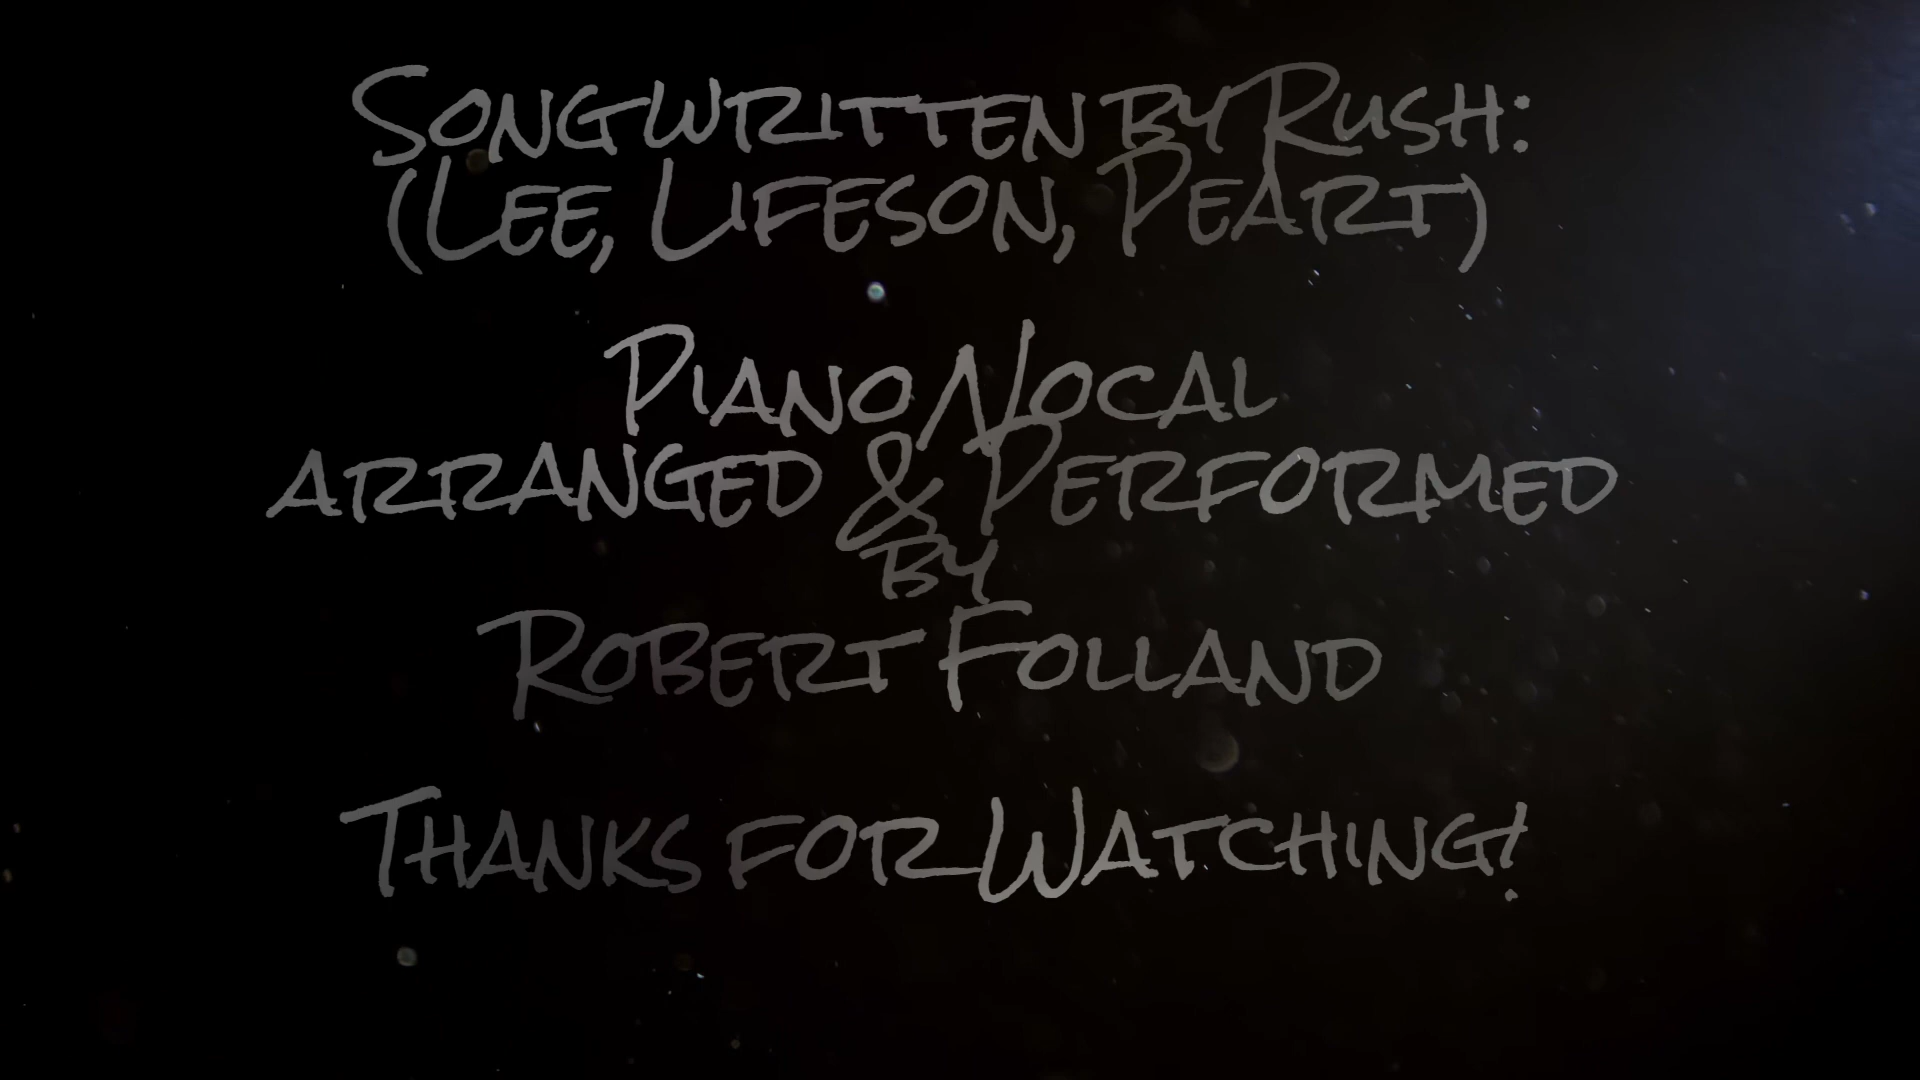 Song written by Rush:
(Lee, Lifeson, Peart)
Piano/Vocal
arranged & Performed
by
Robert Folland
Thanks for Watching!